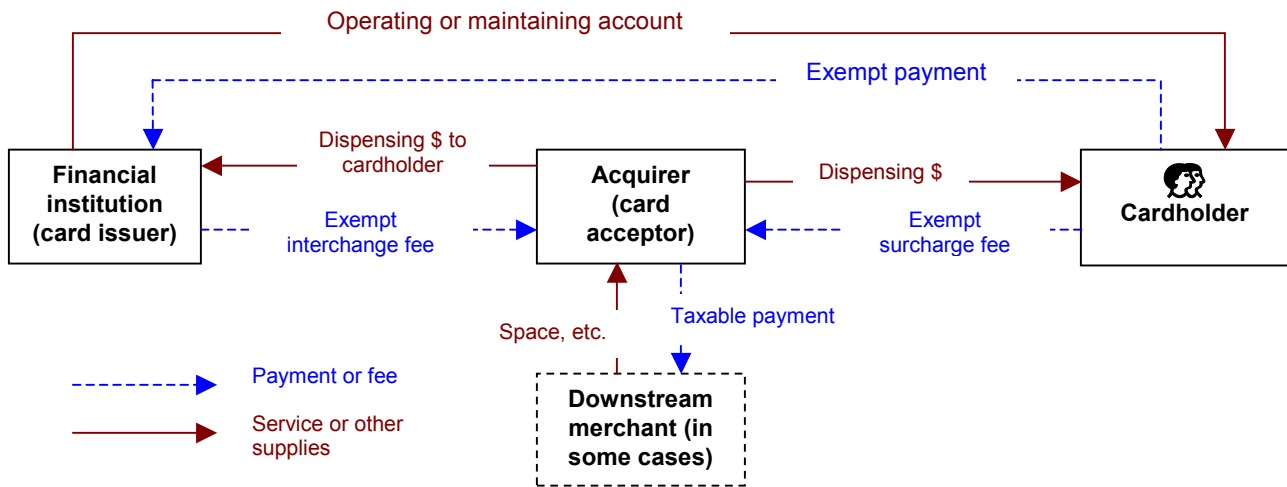 Operating or maintaining account
Exempt payment
Financial
institution
(card issuer)
Dispensing $ to
cardholder
Exempt
interchange fee
Acquirer
(card
acceptor)
Dispensing $
Exempt
surcharge fee
Cardholder
Space, etc.
Taxable payment
Payment or fee
Service or other
supplies
Downstream
merchant (in
some cases)